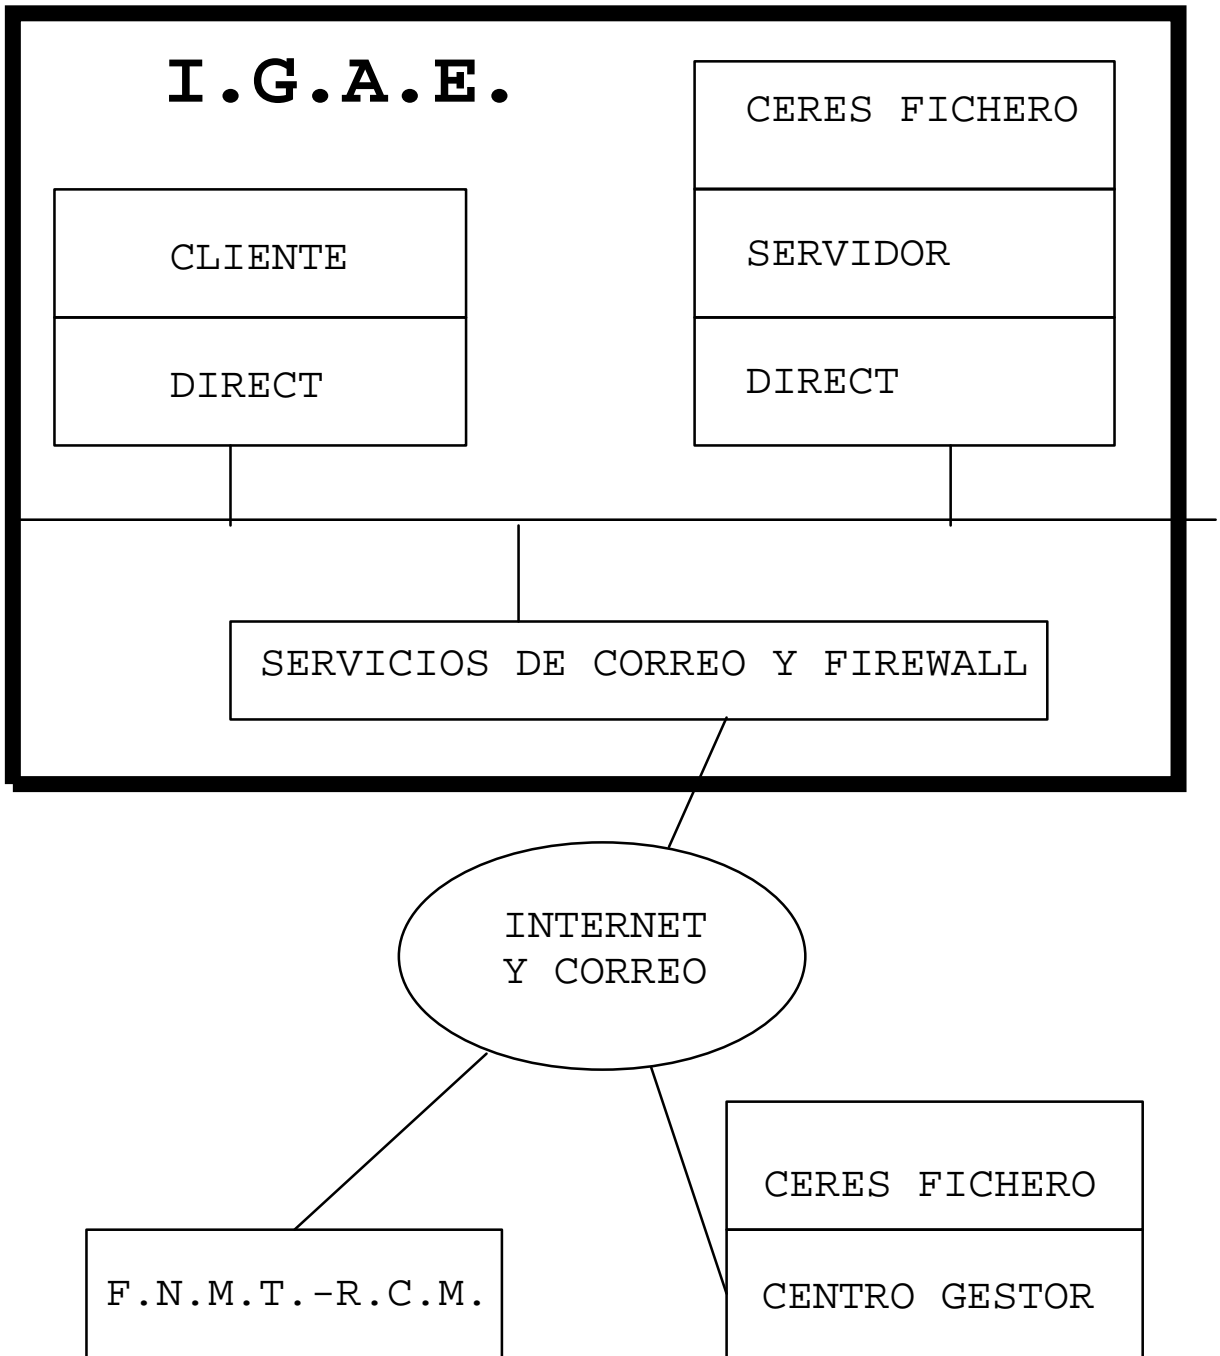 I.G.A.E.
CERES FICHERO
CLIENTE
SERVIDOR
DIRECT
DIRECT
SERVICIOS DE CORREO Y FIREWALL
INTERNET
Y CORREO
CERES FICHERO
F.N.M.T.-R.C.M.
CENTRO GESTOR